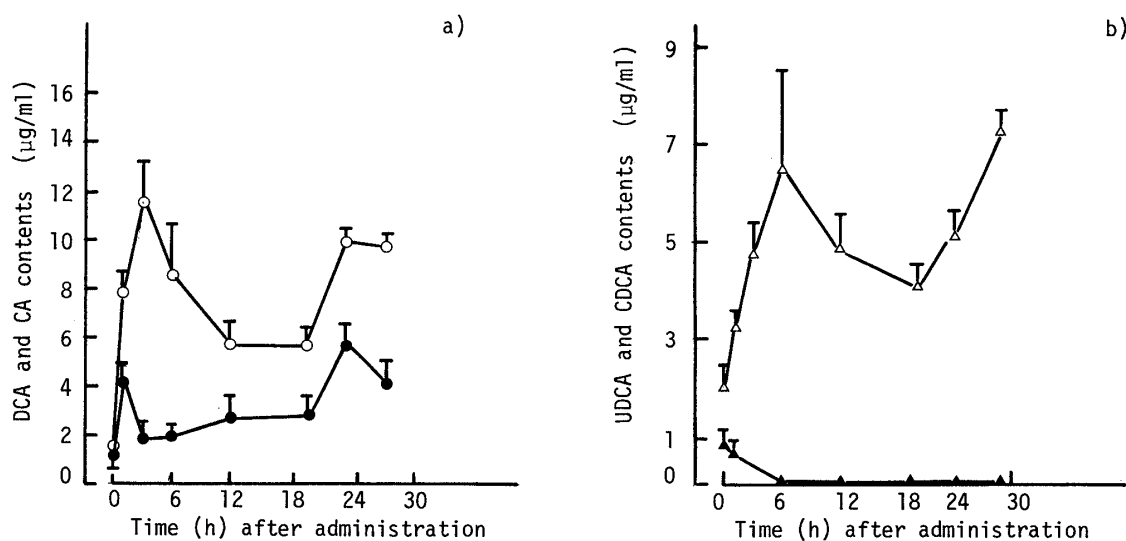 a)
DCA and CA contents (µg/ml)
16
14
12
10
8
6
4
2
0
0 6 12 18 24 30
Time (h) after administration
b)
UDCA and CDCA contents (µg/ml)
9
7
5
3
1
0
0 6 12 18 24 30
Time (h) after administration